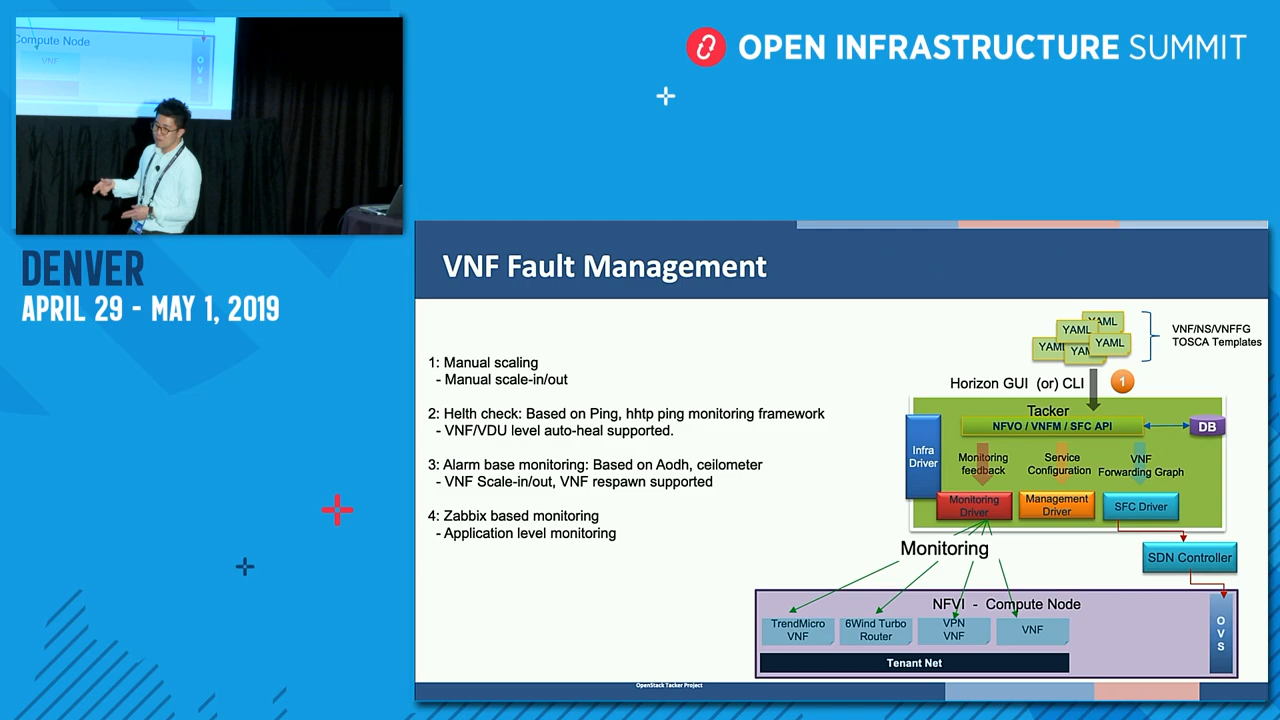 Compute Node
VNF
OVS
OPEN INFRASTRUCTURE SUMMIT
DENVER
APRIL 29 - MAY 1, 2019
VNF Fault Management
1: Manual scaling
- Manual scale-in/out
2: Helth check: Based on Ping, hhtp ping monitoring framework
- VNF/VDU level auto-heal supported.
3: Alarm base monitoring: Based on Aodh, ceilometer
- VNF Scale-in/out, VNF respawn supported
4: Zabbix based monitoring
- Application level monitoring
YAML
YAML
YAML
YAML
YAML
VNF/NS/VNFFG
TOSCA Templates
Horizon GUI (or) CLI
1
Tacker
NFVO / VNFM / SFC API
DB
Infra
Driver
Monitoring
feedback
Service
Configuration
VNF
Forwarding Graph
Monitoring
Driver
Management
Driver
SFC Driver
Monitoring
SDN Controller
NFVI - Compute Node
TrendMicro
VNF
6Wind Turbo
Router
VPN
VNF
VNF
OVS
Tenant Net
OpenStack Tacker Project